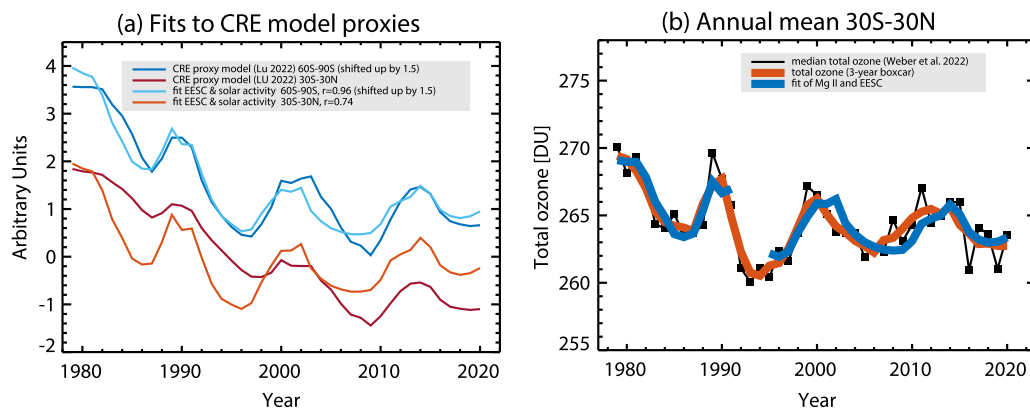 (a) Fits to CRE model proxies
CRE proxy model (Lu 2022) 60S-90S (shifted up by 1.5)
CRE proxy model (LU 2022) 30S-30N
fit EESC & solar activity 60S-90S, r=0.96 (shifted up by 1.5)
fit EESC & solar activity 30S-30N, r=0.74
Arbitrary Units
4
3
2
1
0
-1
-2
1980 1990 2000 2010 2020
Year
(b) Annual mean 30S-30N
median total ozone (Weber et al. 2022)
total ozone (3-year boxcar)
fit of Mg II and EESC
Total ozone [DU]
275
270
265
260
255
1980 1990 2000 2010 2020
Year